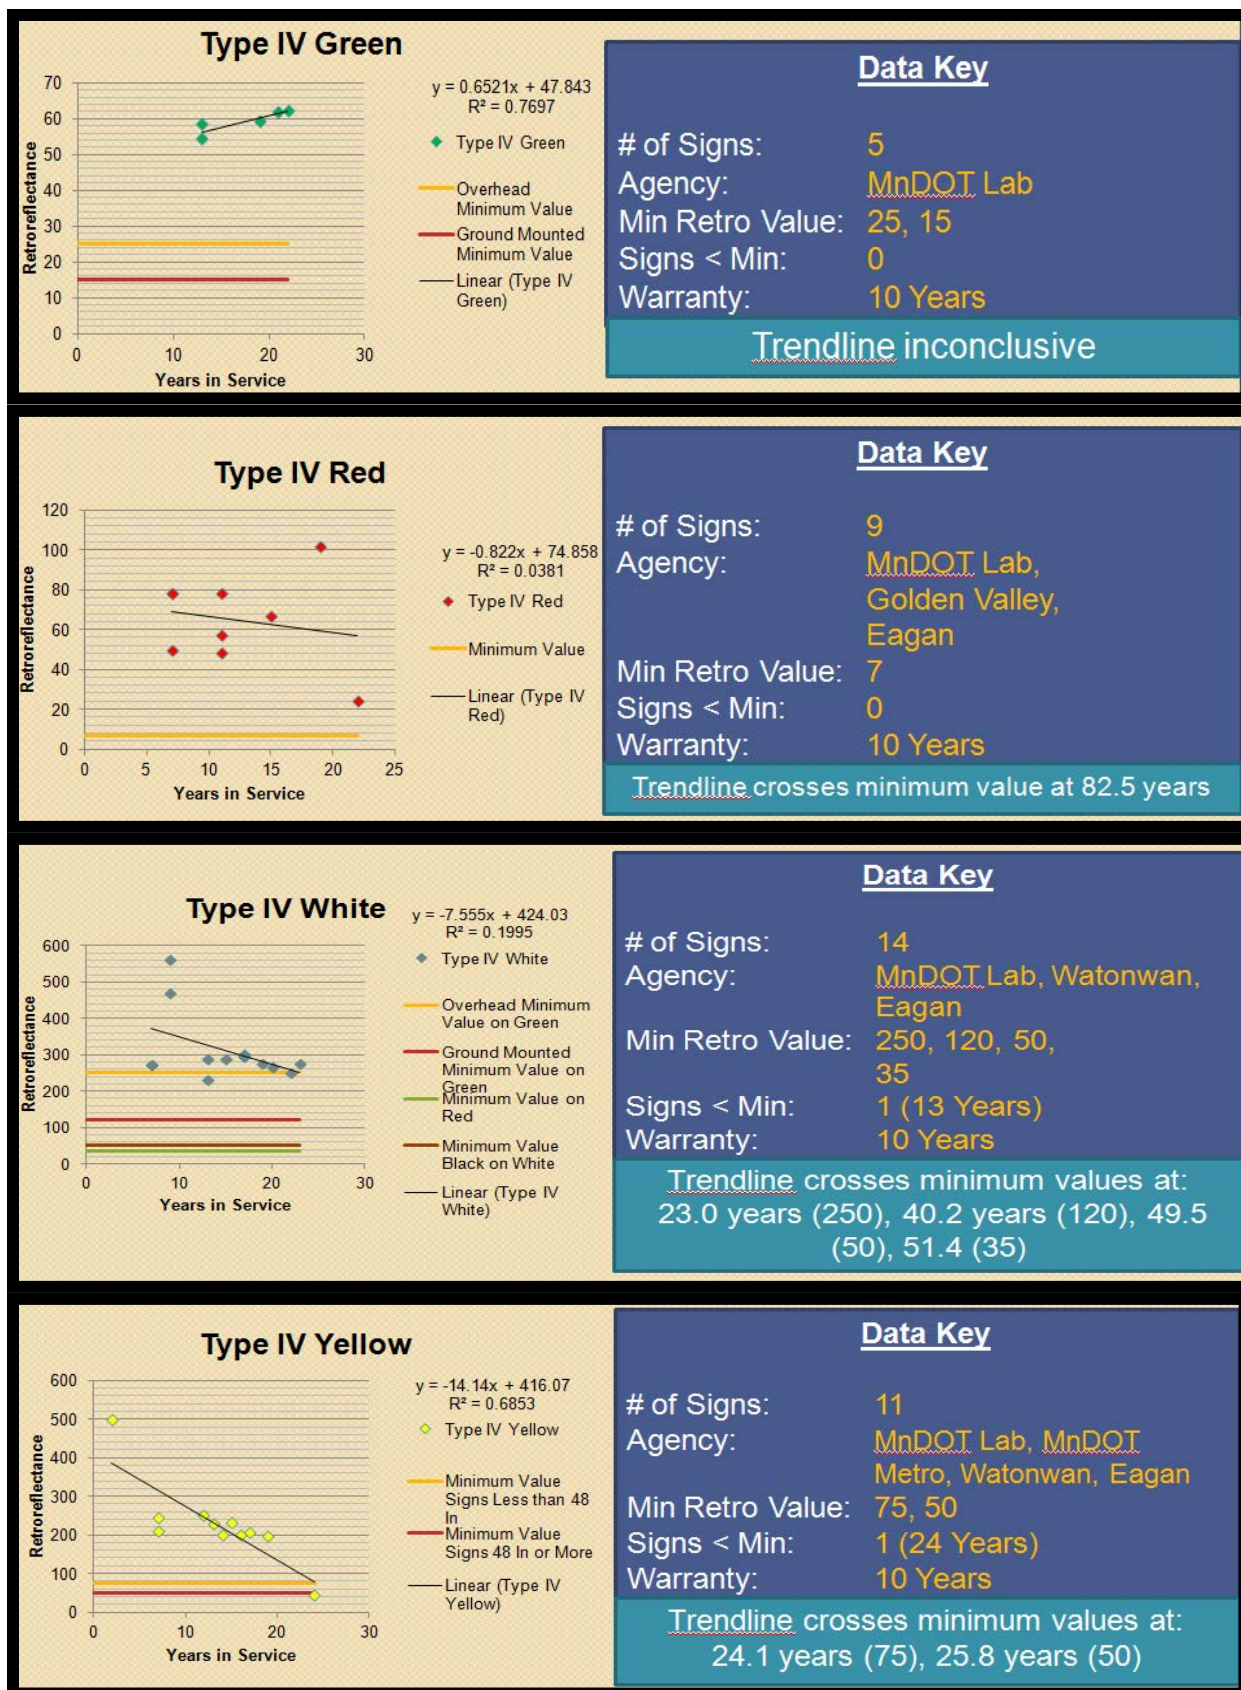 Type IV Green
70
60
50
40
30
20
10
0
0 10 20 30
Retroreflectance
Years in Service
y = 0.6521x + 47.843
R² = 0.7697
Type IV Green
Overhead
Minimum Value
Ground Mounted
Minimum Value
Linear (Type IV
Green)
Data Key
# of Signs: 5
Agency: MnDOT Lab
Min Retro Value: 25, 15
Signs < Min: 0
Warranty: 10 Years
Trendline inconclusive
Type IV Red
120
100
80
60
40
20
0
0 5 10 15 20 25
Retroreflectance
Years in Service
y = -0.822x + 74.858
R² = 0.0381
Type IV Red
Minimum Value
Linear (Type IV
Red)
Data Key
# of Signs: 9
Agency: MnDOT Lab,
Golden Valley,
Eagan
Min Retro Value: 7
Signs < Min: 0
Warranty: 10 Years
Trendline crosses minimum value at 82.5 years
Type IV White
600
500
400
300
200
100
0
0 10 20 30
Retroreflectance
Years in Service
y = -7.555x + 424.03
R² = 0.1995
Type IV White
Overhead Minimum
Value on Green
Ground Mounted
Minimum Value on
Green
Minimum Value on
Red
Minimum Value
Black on White
Linear (Type IV
White)
Data Key
# of Signs: 14
Agency: MnDOT Lab, Watonwan,
Eagan
Min Retro Value: 250, 120, 50,
35
Signs < Min: 1 (13 Years)
Warranty: 10 Years
Trendline crosses minimum values at:
23.0 years (250), 40.2 years (120), 49.5
(50), 51.4 (35)
Type IV Yellow
600
500
400
300
200
100
0
0 10 20 30
Retroreflectance
Years in Service
y = -14.14x + 416.07
R² = 0.6853
Type IV Yellow
Minimum Value
Signs Less than 48
In
Minimum Value
Signs 48 In or More
Linear (Type IV
Yellow)
Data Key
# of Signs: 11
Agency: MnDOT Lab, MnDOT
Metro, Watonwan, Eagan
Min Retro Value: 75, 50
Signs < Min: 1 (24 Years)
Warranty: 10 Years
Trendline crosses minimum values at:
24.1 years (75), 25.8 years (50)